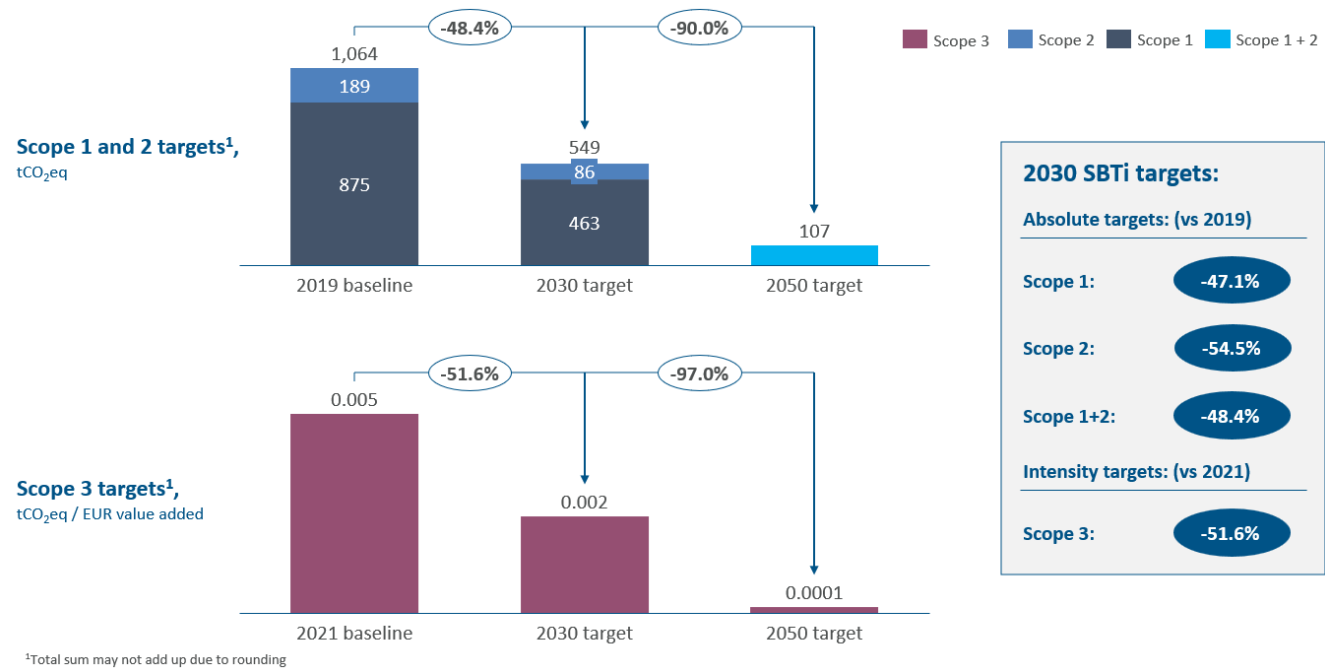 -48.4%
-90.0%
Scope 3
Scope 2
Scope 1
Scope 1 + 2
1,064
189
875
549
86
463
107
Scope 1 and 2 targets¹,
tCO₂eq
2019 baseline
2030 target
2050 target
-51.6%
-97.0%
0.005
0.002
0.0001
Scope 3 targets¹,
tCO₂eq / EUR value added
2021 baseline
2030 target
2050 target
2030 SBTi targets:
Absolute targets: (vs 2019)
Scope 1: -47.1%
Scope 2: -54.5%
Scope 1+2: -48.4%
Intensity targets: (vs 2021)
Scope 3: -51.6%
¹Total sum may not add up due to rounding